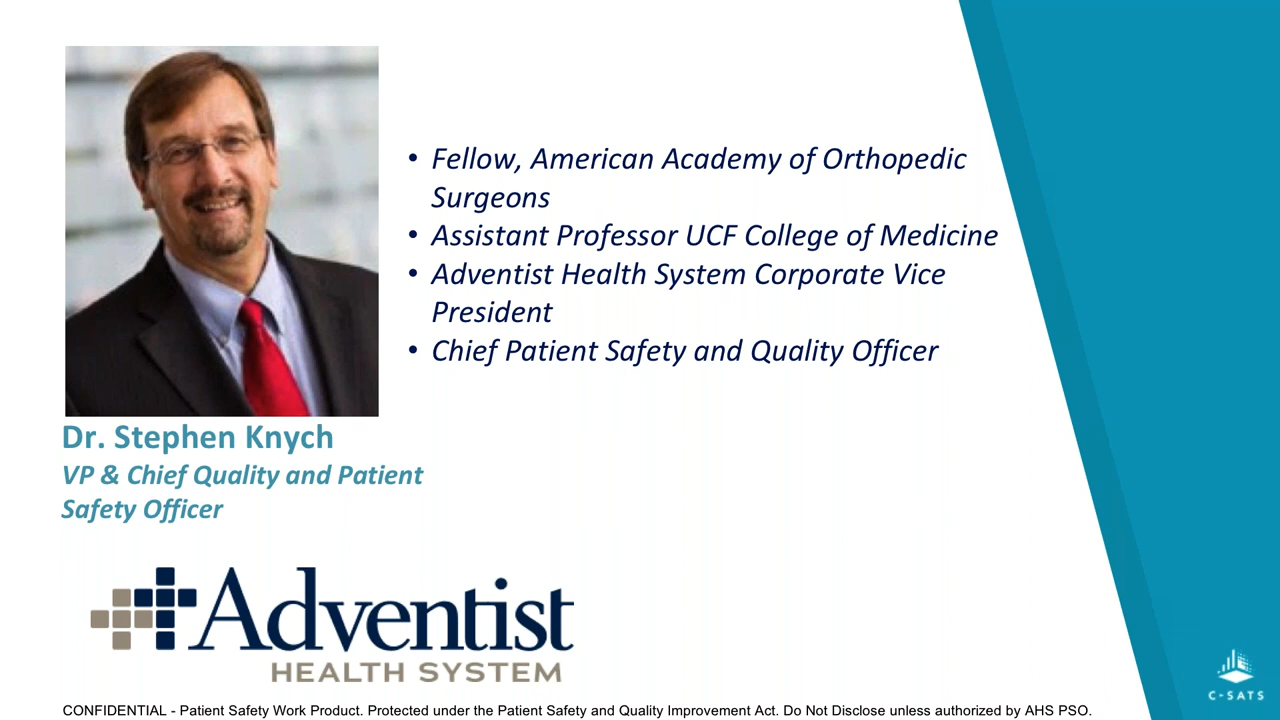 • Fellow, American Academy of Orthopedic
Surgeons
• Assistant Professor UCF College of Medicine
• Adventist Health System Corporate Vice
President
• Chief Patient Safety and Quality Officer
Dr. Stephen Knych
VP & Chief Quality and Patient
Safety Officer
Adventist
HEALTH SYSTEM
C-SATS
CONFIDENTIAL - Patient Safety Work Product. Protected under the Patient Safety and Quality Improvement Act. Do Not Disclose unless authorized by AHS PSO.